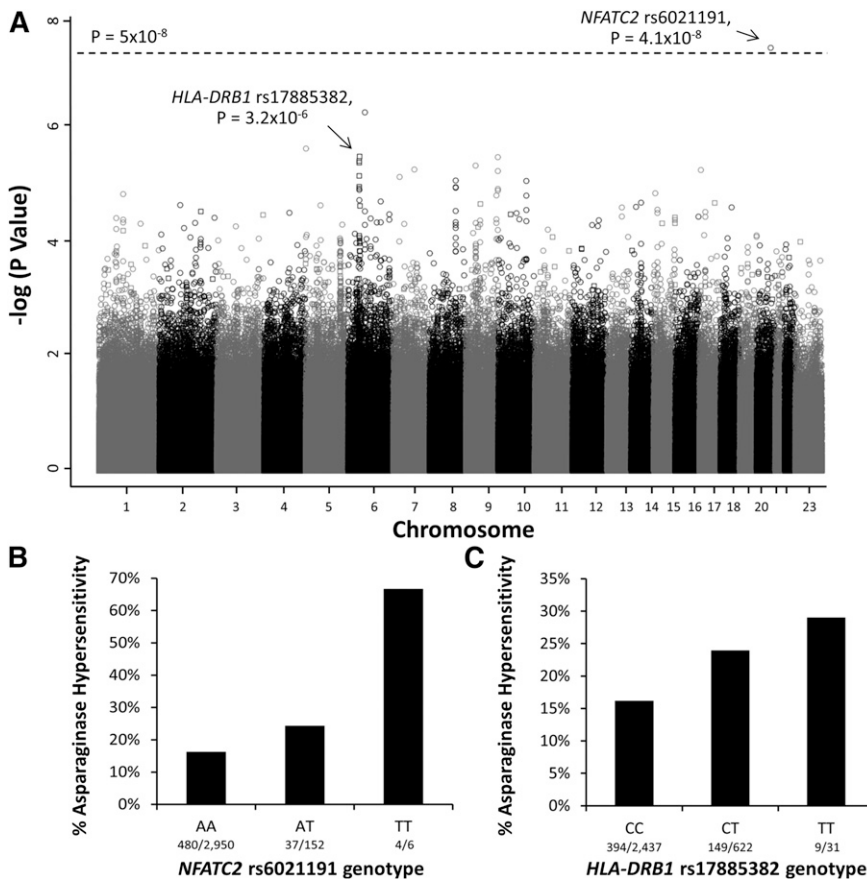 A
8
6
4
2
0
-log (P Value)
P = 5x10⁻⁸
NFATC2 rs6021191,
P = 4.1x10⁻⁸
HLA-DRB1 rs17885382,
P = 3.2x10⁻⁶
1 2 3 4 5 6 7 8 9 10 11 12 13 14 15 16 17 18 20 23
Chromosome
B
% Asparaginase Hypersensitivity
70%
60%
50%
40%
30%
20%
10%
0%
AA AT TT
480/2,950 37/152 4/6
NFATC2 rs6021191 genotype
C
% Asparaginase Hypersensitivity
35%
30%
25%
20%
15%
10%
5%
0%
CC CT TT
394/2,437 149/622 9/31
HLA-DRB1 rs17885382 genotype